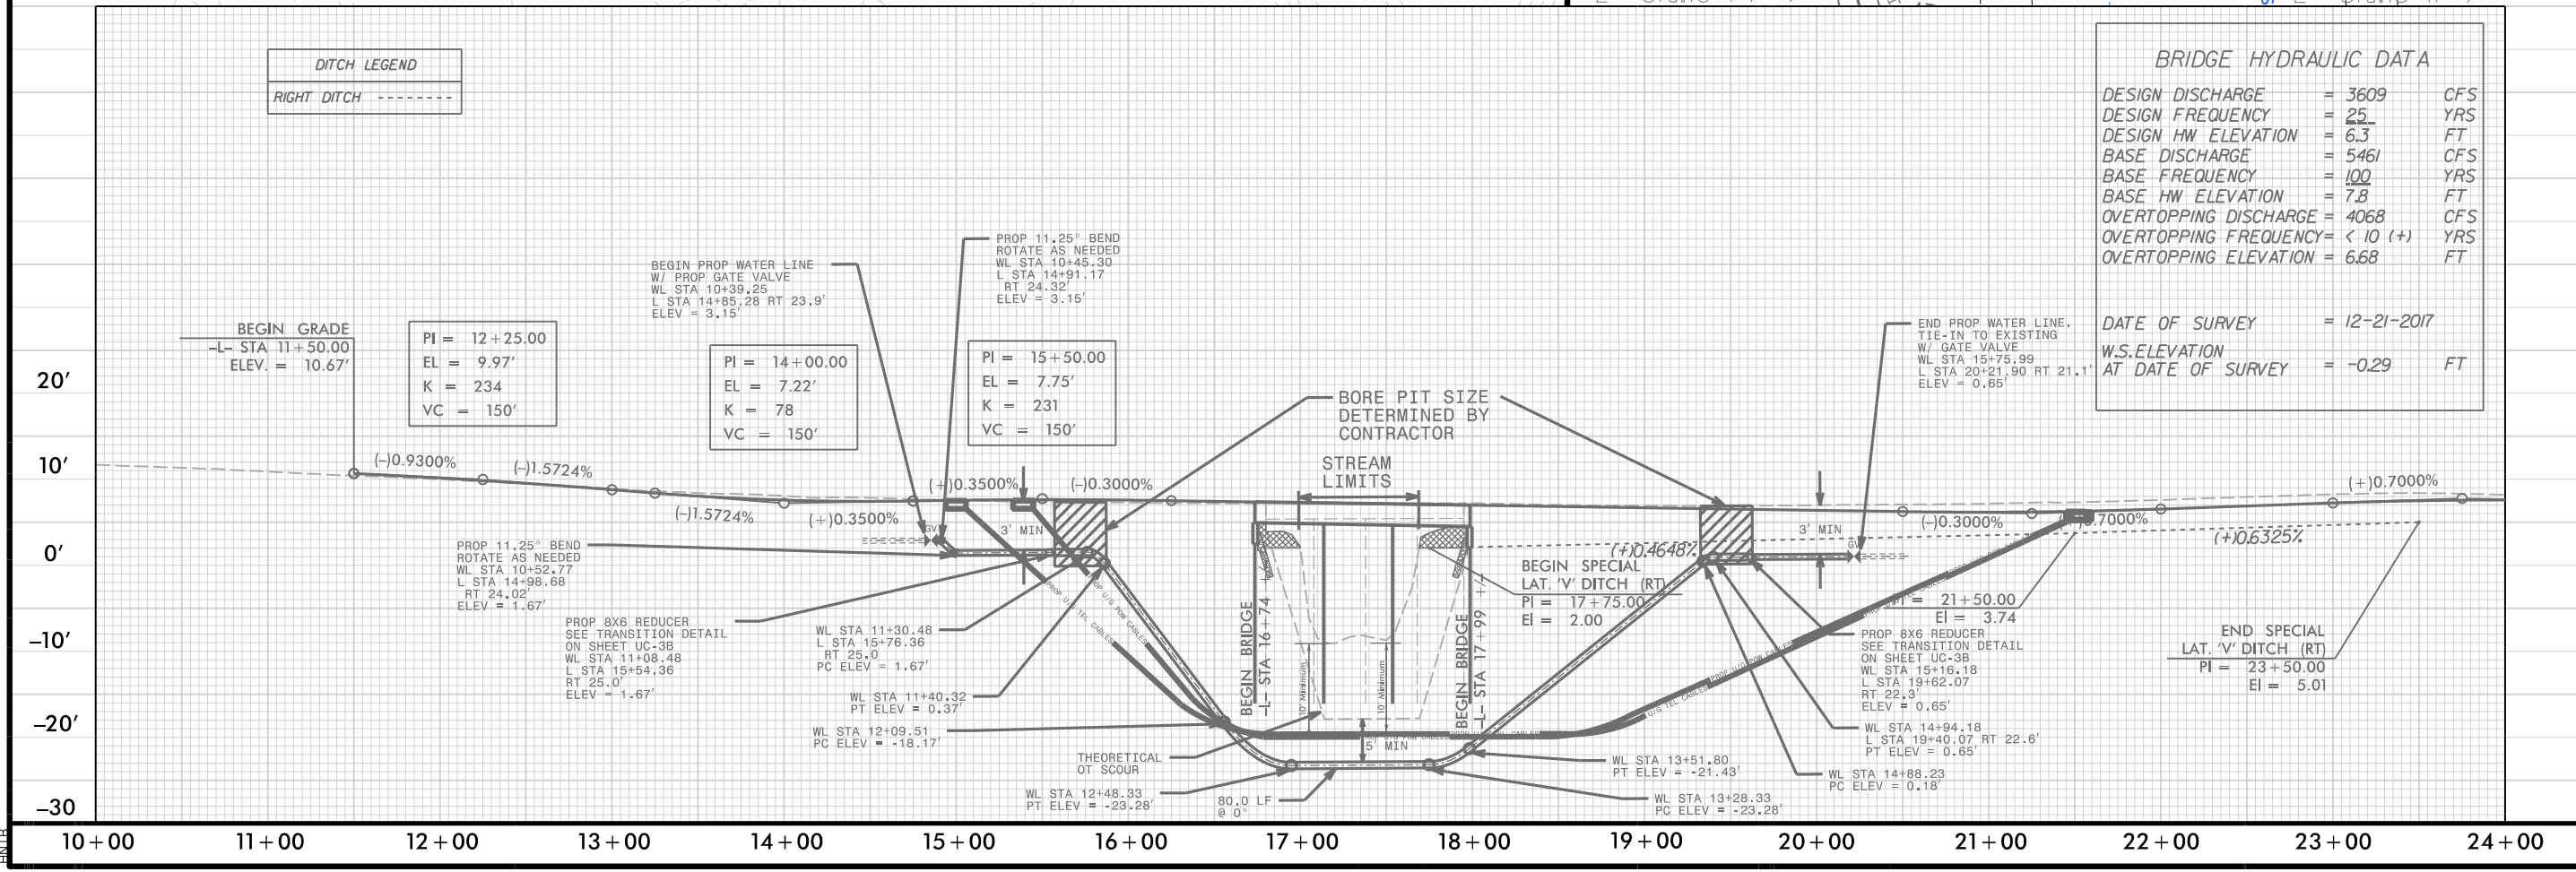 DITCH LEGEND
RIGHT DITCH
BRIDGE HYDRAULIC DATA
DESIGN DISCHARGE = 3609 CFS
DESIGN FREQUENCY = 25 YRS
DESIGN HW ELEVATION = 6.3 FT
BASE DISCHARGE = 5461 CFS
BASE FREQUENCY = 100 YRS
BASE HW ELEVATION = 7.8 FT
OVERTOPPING DISCHARGE = 4068 CFS
OVERTOPPING FREQUENCY= < 10 (+) YRS
OVERTOPPING ELEVATION = 6.68 FT
DATE OF SURVEY = 12-21-2017
W.S.ELEVATION
AT DATE OF SURVEY = -0.29 FT
BEGIN GRADE
-L- STA 11+50.00
ELEV. = 10.67'
PI = 12+25.00
EL = 9.97'
K = 234
VC = 150'
BEGIN PROP WATER LINE
W/ PROP GATE VALVE
WL STA 10+39.25
L STA 14+85.28 RT 23.9'
ELEV = 3.15'
PI = 14+00.00
EL = 7.22'
K = 78
VC = 150'
PROP 11.25° BEND
ROTATE AS NEEDED
WL STA 10+45.30
L STA 14+91.17
RT 24.32'
ELEV = 3.15'
PI = 15+50.00
EL = 7.75'
K = 231
VC = 150'
BORE PIT SIZE
DETERMINED BY
CONTRACTOR
STREAM
LIMITS
END PROP WATER LINE.
TIE-IN TO EXISTING
W/ GATE VALVE
WL STA 15+75.99
L STA 20+21.90 RT 21.1'
ELEV = 0.65'
20'
10'
0'
-10'
-20'
-30
(-)0.9300%
(-)1.5724%
(-)1.5724%
(+)0.3500%
(+)0.3500%
(-)0.3000%
3' MIN
GV
(+)0.4648%
3' MIN
GV
(-)0.3000%
0.7000%
(+)0.7000%
(+)0.6325%
PROP 11.25° BEND
ROTATE AS NEEDED
WL STA 10+52.77
L STA 14+98.68
RT 24.02'
ELEV = 1.67'
PROP 8X6 REDUCER
SEE TRANSITION DETAIL
ON SHEET UC-3B
WL STA 11+08.48
L STA 15+54.36
RT 25.0'
ELEV = 1.67'
WL STA 11+30.48
L STA 15+76.36
RT 25.0
PC ELEV = 1.67'
WL STA 11+40.32
PT ELEV = 0.37'
WL STA 12+09.51
PC ELEV = -18.17'
PROP U/G TEL CABLES
PROP U/G POW CABLES
BEGIN BRIDGE
-L- STA 16+74 +/-
10' Minimum
10' Minimum
BEGIN BRIDGE
-L- STA 17+99 +/-
5' MIN
THEORETICAL
OT SCOUR
WL STA 12+48.33
PT ELEV = -23.28'
80.0 LF
@ 0°
BEGIN SPECIAL
LAT. 'V' DITCH (RT)
PI = 17+75.00
El = 2.00
WL STA 13+51.80
PT ELEV = -21.43'
WL STA 13+28.33
PC ELEV = -23.28'
WL STA 14+88.23
PC ELEV = 0.18'
WL STA 14+94.18
L STA 19+40.07 RT 22.6'
PT ELEV = 0.65'
PROP 8X6 REDUCER
SEE TRANSITION DETAIL
ON SHEET UC-3B
WL STA 15+16.18
L STA 19+62.07
RT 22.3'
ELEV = 0.65'
= 21+50.00
El = 3.74
END SPECIAL
LAT. 'V' DITCH (RT)
PI = 23+50.00
El = 5.01
10+00 11+00 12+00 13+00 14+00 15+00 16+00 17+00 18+00 19+00 20+00 21+00 22+00 23+00 24+00